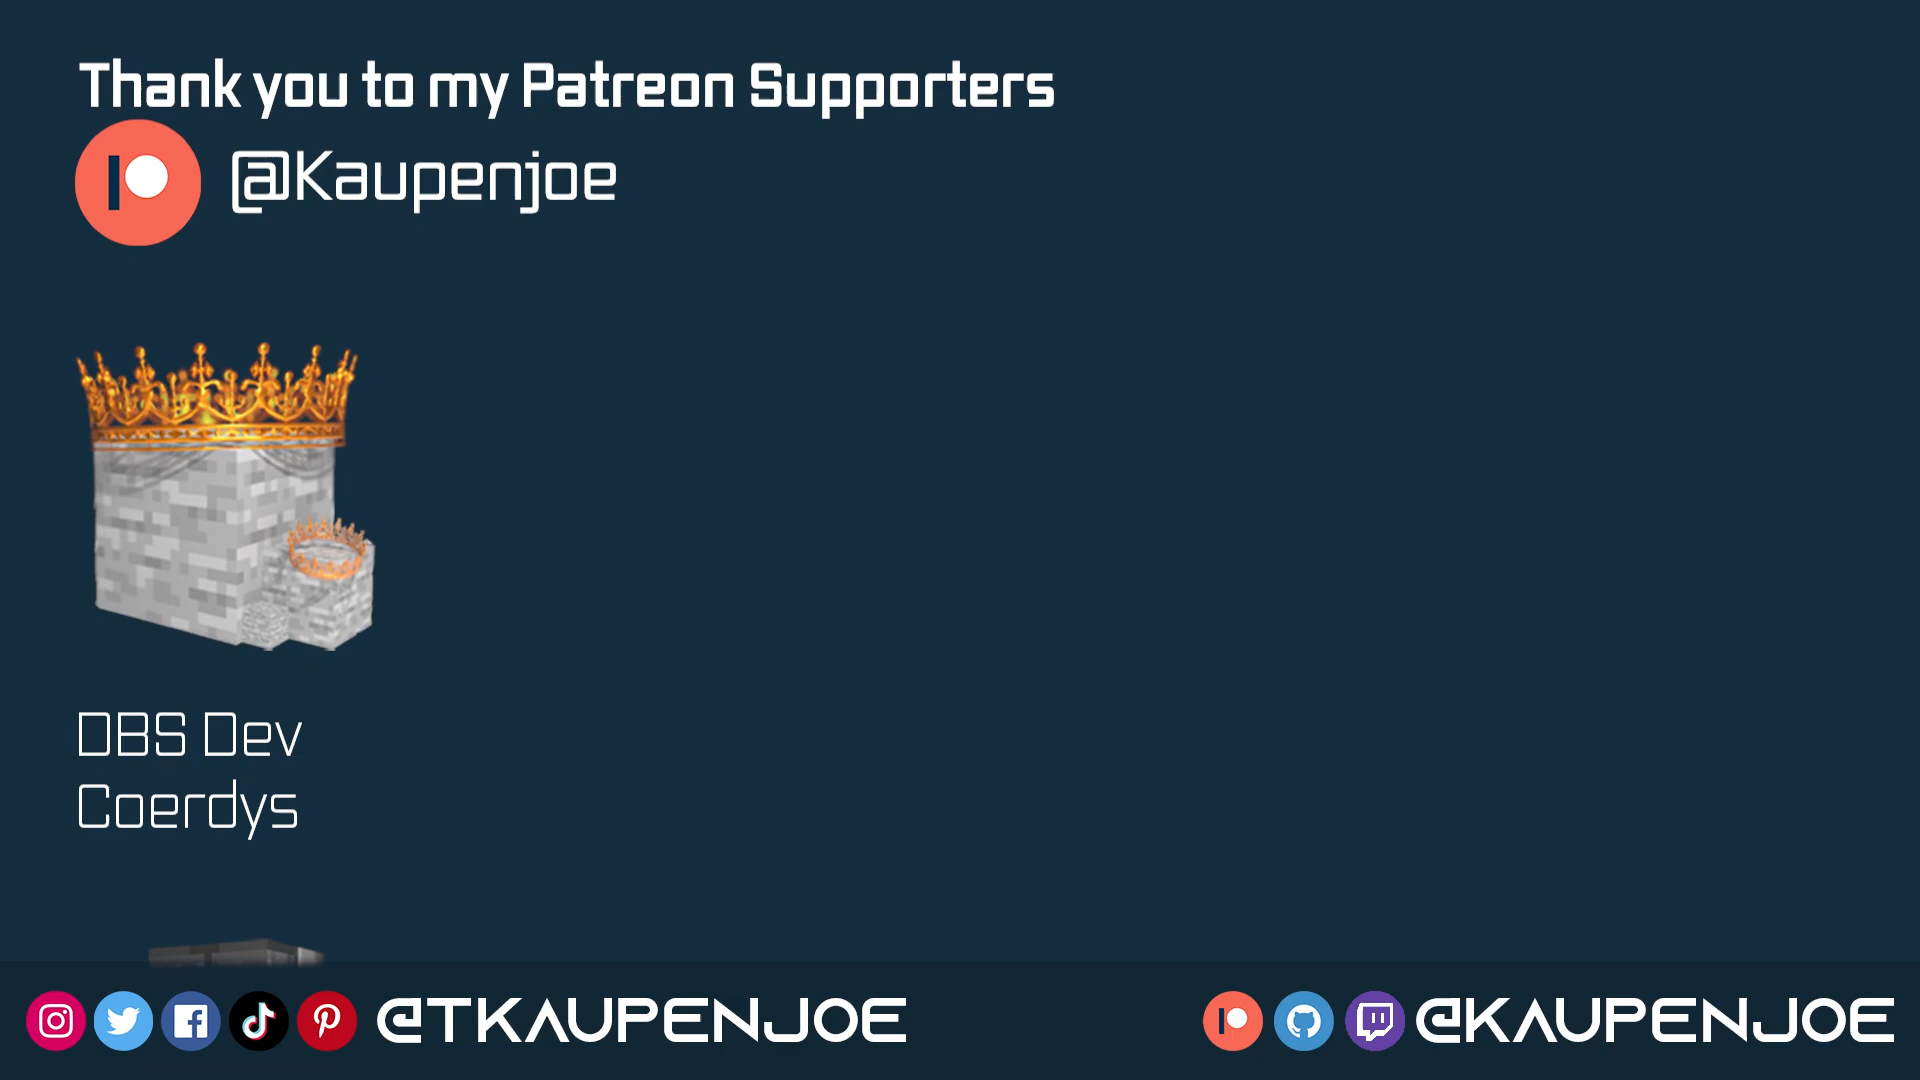 Thank you to my Patreon Supporters
@Kaupenjoe
DBS Dev
Coerdys
@TKAUPENJOE
@KAUPENJOE